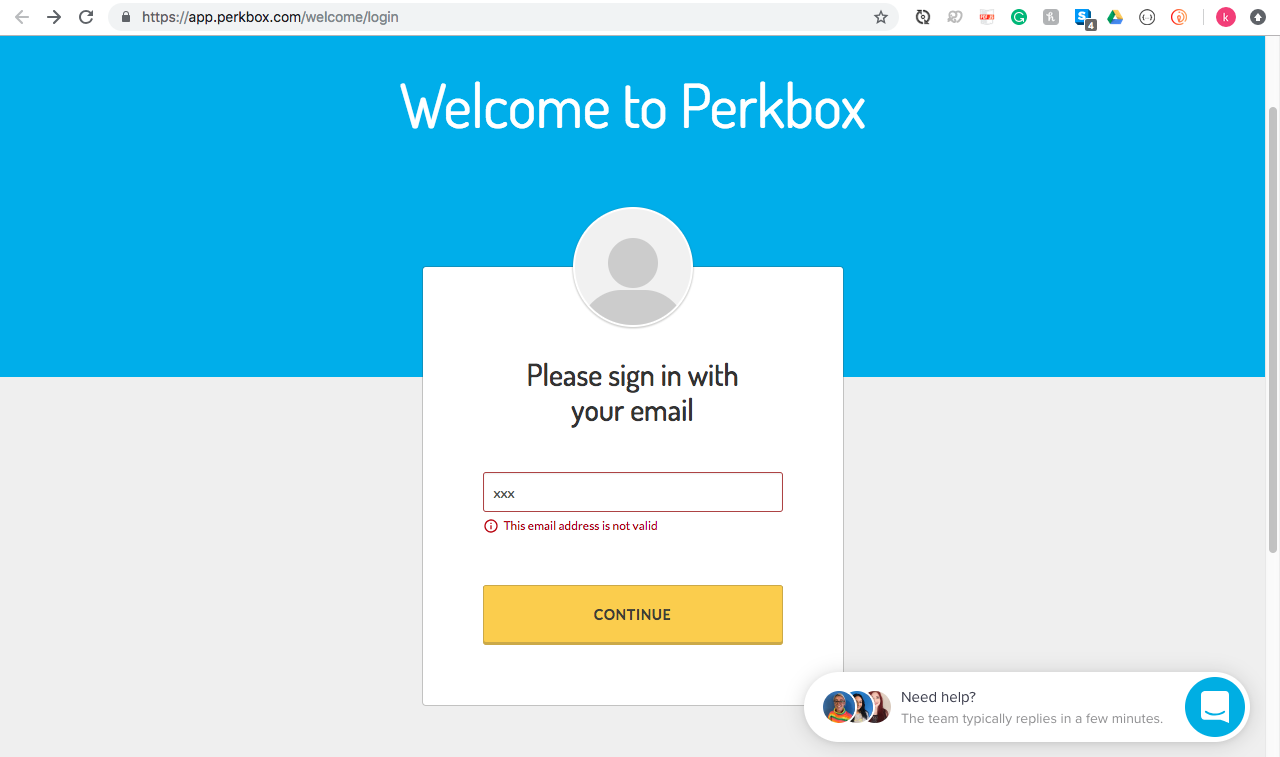 https://app.perkbox.com/welcome/login
4
k
Welcome to Perkbox
Please sign in with
your email
xxx
This email address is not valid
CONTINUE
Need help?
The team typically replies in a few minutes.